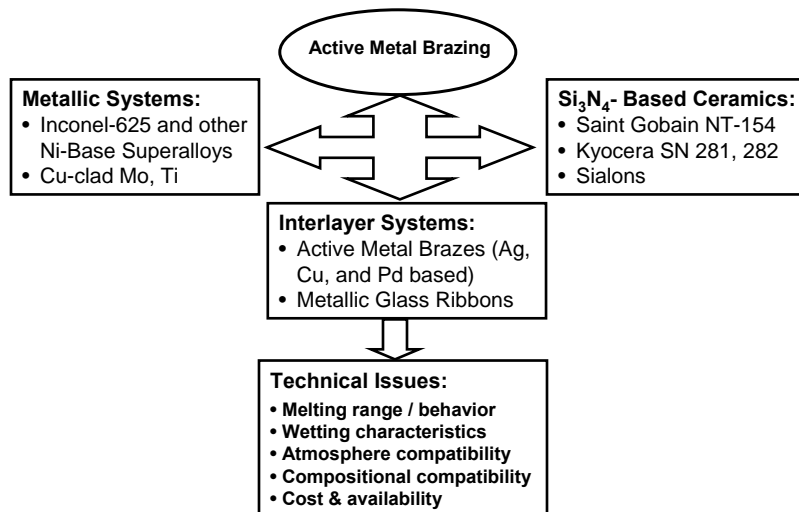 Active Metal Brazing
Metallic Systems:
• Inconel-625 and other
Ni-Base Superalloys
• Cu-clad Mo, Ti
Si₃N₄- Based Ceramics:
• Saint Gobain NT-154
• Kyocera SN 281, 282
• Sialons
Interlayer Systems:
• Active Metal Brazes (Ag,
Cu, and Pd based)
• Metallic Glass Ribbons
Technical Issues:
• Melting range / behavior
• Wetting characteristics
• Atmosphere compatibility
• Compositional compatibility
• Cost & availability